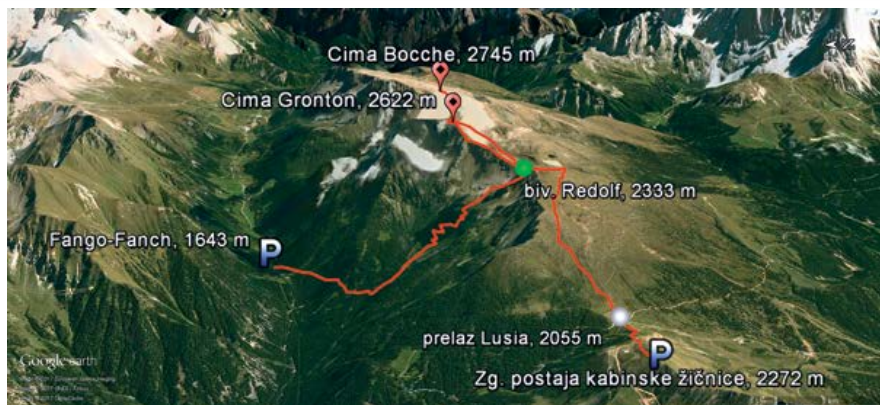 Cima Bocche, 2745 m
Cima Gronton, 2622 m
biv. Redolf, 2333 m
Fango-Fanch, 1643 m
P
prelaz Lusia, 2055 m
P
Zg. postaja kabinske žičnice, 2272 m
Google earth